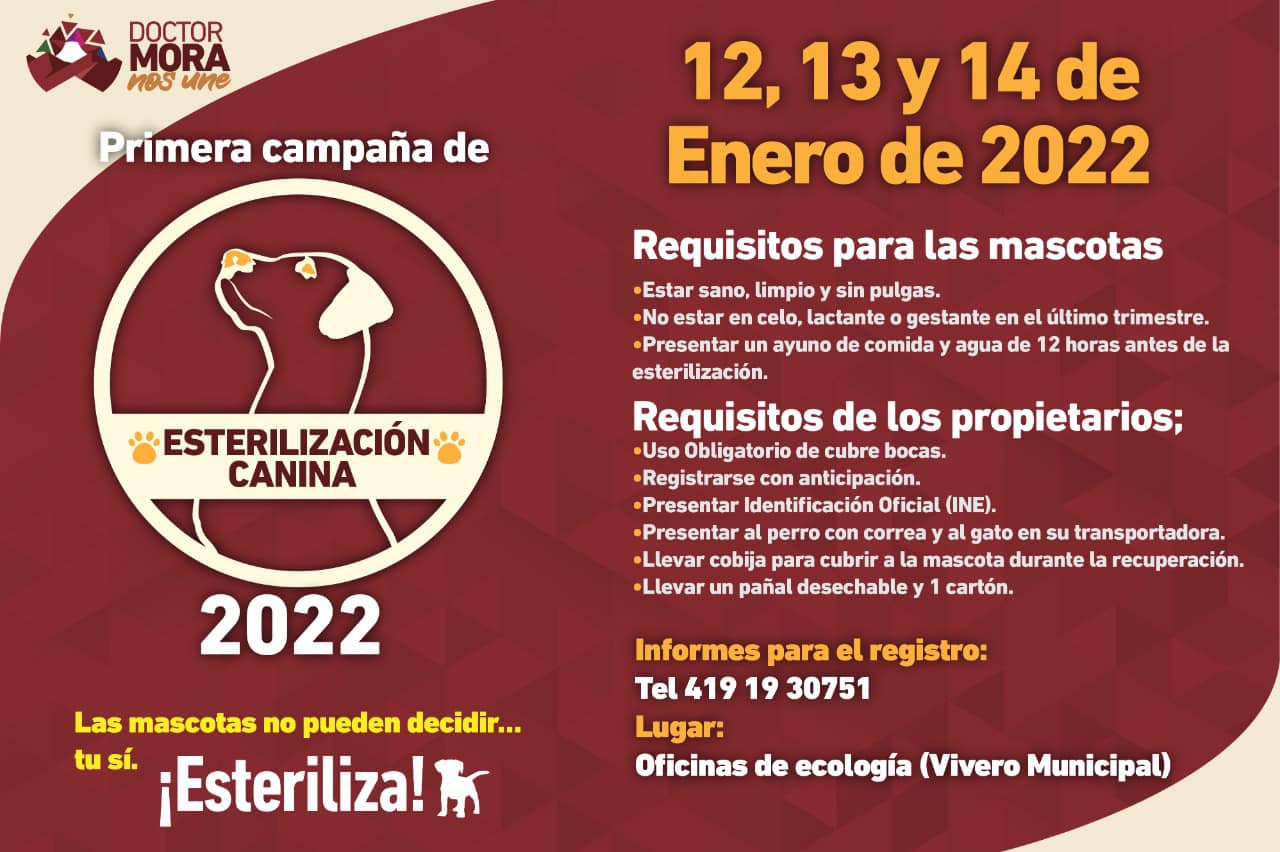 DOCTOR
MORA
nos une
Primera campaña de
ESTERILIZACIÓN
CANINA
2022
Las mascotas no pueden decidir...
tu sí.
¡Esteriliza!
12, 13 y 14 de
Enero de 2022
Requisitos para las mascotas
•Estar sano, limpio y sin pulgas.
•No estar en celo, lactante o gestante en el último trimestre.
•Presentar un ayuno de comida y agua de 12 horas antes de la
esterilización.
Requisitos de los propietarios;
•Uso Obligatorio de cubre bocas.
•Registrarse con anticipación.
•Presentar Identificación Oficial (INE).
•Presentar al perro con correa y al gato en su transportadora.
•Llevar cobija para cubrir a la mascota durante la recuperación.
•Llevar un pañal desechable y 1 cartón.
Informes para el registro:
Tel 419 19 30751
Lugar:
Oficinas de ecología (Vivero Municipal)